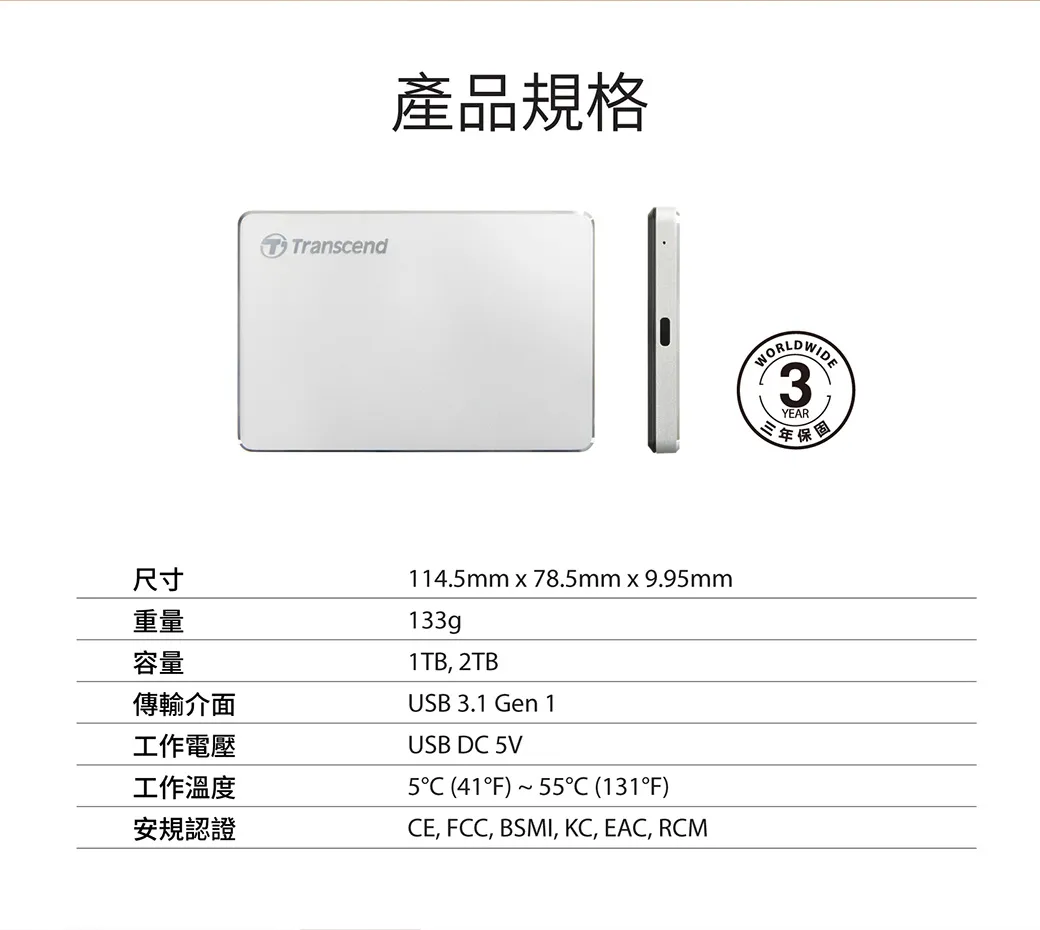 產品規格
Transcend
WORLDWIDE
3
YEAR
三年保固
尺寸 114.5mm x 78.5mm x 9.95mm
重量 133g
容量 1TB, 2TB
傳輸介面 USB 3.1 Gen 1
工作電壓 USB DC 5V
工作溫度 5°C (41°F) ~ 55°C (131°F)
安規認證 CE, FCC, BSMI, KC, EAC, RCM